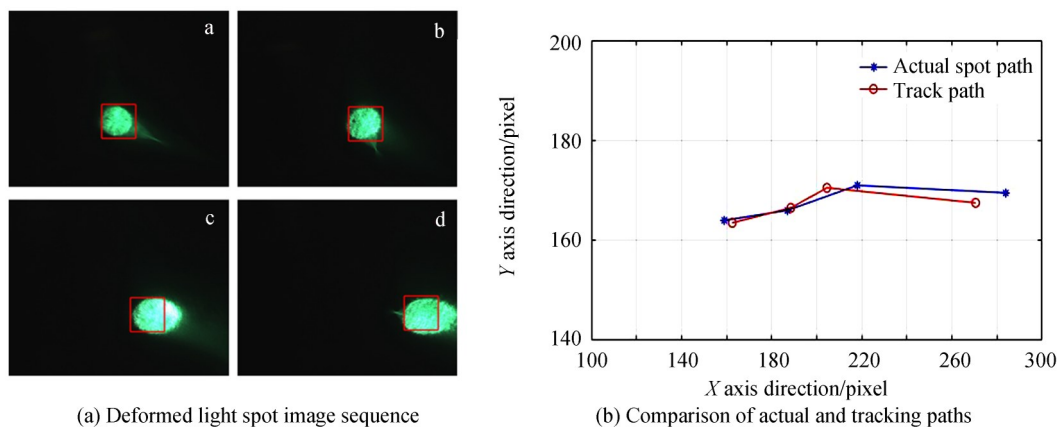 a
b
c
d
(a) Deformed light spot image sequence
200
180
160
140
Y axis direction/pixel
Actual spot path
Track path
100
140
180
220
260
300
X axis direction/pixel
(b) Comparison of actual and tracking paths